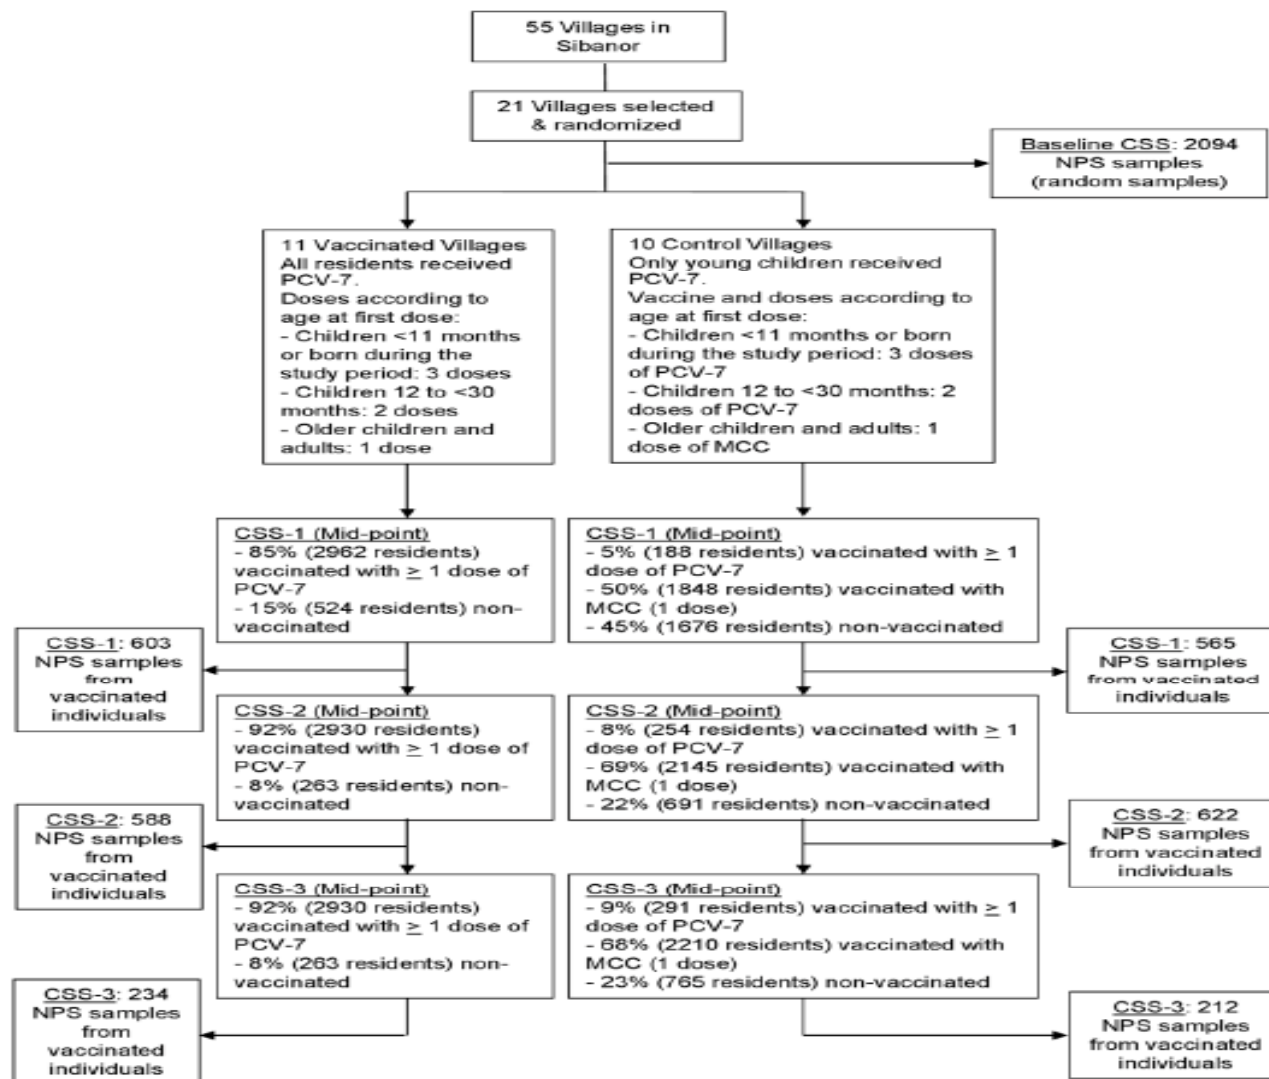 55 Villages in
Sibanor
21 Villages selected
& randomized
Baseline CSS: 2094
NPS samples
(random samples)
11 Vaccinated Villages
All residents received
PCV-7.
Doses according to
age at first dose:
- Children <11 months
or born during the
study period: 3 doses
- Children 12 to <30
months: 2 doses
- Older children and
adults: 1 dose
10 Control Villages
Only young children received
PCV-7.
Vaccine and doses according to
age at first dose:
- Children <11 months or born
during the study period: 3 doses
of PCV-7
- Children 12 to <30 months: 2
doses of PCV-7
- Older children and adults: 1
dose of MCC
CSS-1 (Mid-point)
- 85% (2962 residents)
vaccinated with ≥ 1 dose of
PCV-7
- 15% (524 residents) non-
vaccinated
CSS-1 (Mid-point)
- 5% (188 residents) vaccinated with ≥ 1
dose of PCV-7
- 50% (1848 residents) vaccinated with
MCC (1 dose)
- 45% (1676 residents) non-vaccinated
CSS-1: 603
NPS samples
from
vaccinated
individuals
CSS-1: 565
NPS samples
from vaccinated
individuals
CSS-2 (Mid-point)
- 92% (2930 residents)
vaccinated with ≥ 1 dose of
PCV-7
- 8% (263 residents) non-
vaccinated
CSS-2 (Mid-point)
- 8% (254 residents) vaccinated with ≥ 1
dose of PCV-7
- 69% (2145 residents) vaccinated with
MCC (1 dose)
- 22% (691 residents) non-vaccinated
CSS-2: 588
NPS samples
from
vaccinated
individuals
CSS-2: 622
NPS samples
from vaccinated
individuals
CSS-3 (Mid-point)
- 92% (2930 residents)
vaccinated with ≥ 1 dose of
PCV-7
- 8% (263 residents) non-
vaccinated
CSS-3 (Mid-point)
- 9% (291 residents) vaccinated with ≥ 1
dose of PCV-7
- 68% (2210 residents) vaccinated with
MCC (1 dose)
- 23% (765 residents) non-vaccinated
CSS-3: 234
NPS samples
from
vaccinated
individuals
CSS-3: 212
NPS samples
from vaccinated
individuals